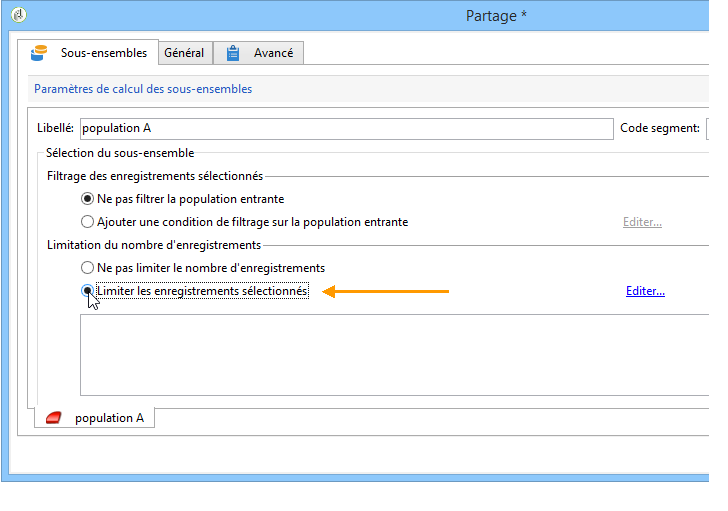 Partage *
Sous-ensembles Général Avancé
Paramètres de calcul des sous-ensembles
Libellé: population A Code segment:
Sélection du sous-ensemble
Filtrage des enregistrements sélectionnés
Ne pas filtrer la population entrante
Ajouter une condition de filtrage sur la population entrante Editer...
Limitation du nombre d'enregistrements
Ne pas limiter le nombre d'enregistrements
Limiter les enregistrements sélectionnés Editer...
population A